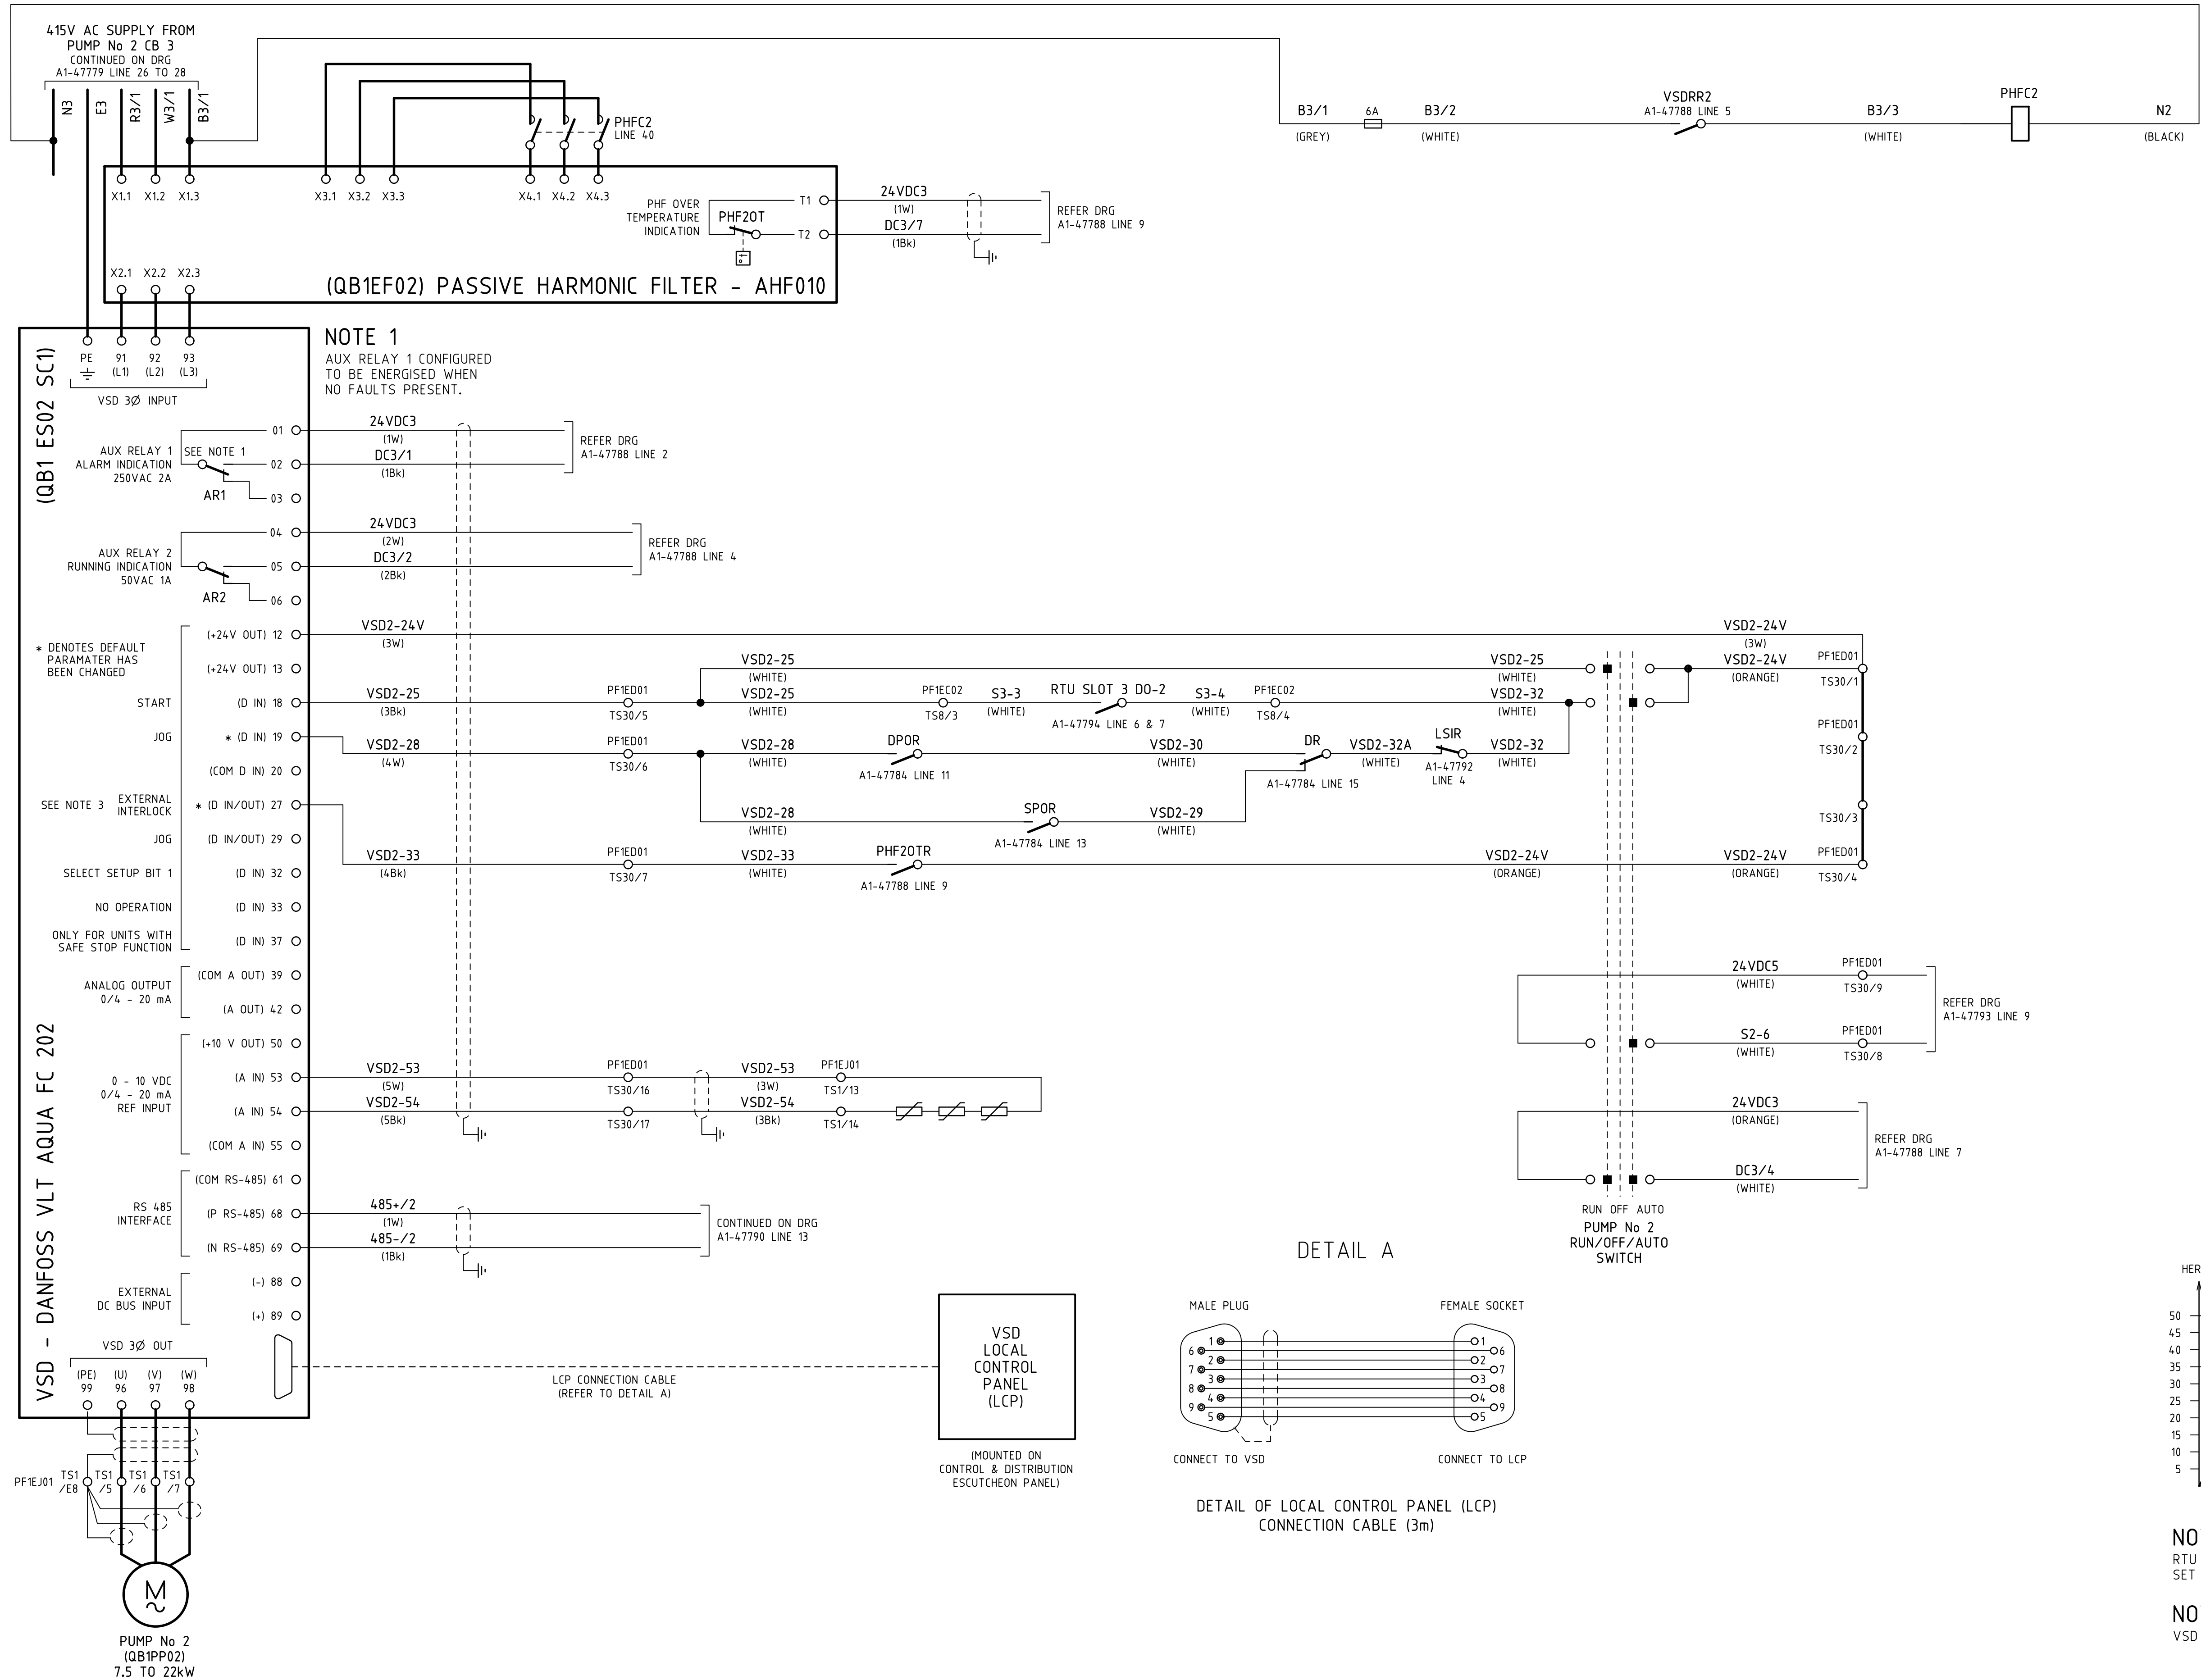 415V AC SUPPLY FROM
PUMP No 2 CB 3
CONTINUED ON DRG
A1-47779 LINE 26 TO 28
N3
E3
R3/1
W3/1
B3/1
PHFC2
LINE 40
B3/1
(GREY)
6A
B3/2
(WHITE)
VSDRR2
A1-47788 LINE 5
B3/3
(WHITE)
PHFC2
N2
(BLACK)
X1.1 X1.2 X1.3
X3.1 X3.2 X3.3
X4.1 X4.2 X4.3
PHF OVER
TEMPERATURE
INDICATION
PHF2OT
T1
T2
24VDC3
(1W)
DC3/7
(1Bk)
REFER DRG
A1-47788 LINE 9
X2.1 X2.2 X2.3
(QB1EF02) PASSIVE HARMONIC FILTER - AHF010
(QB1 ES02 SC1)
VSD - DANFOSS VLT AQUA FC 202
PE 91 92 93
(L1) (L2) (L3)
VSD 3Ø INPUT
NOTE 1
AUX RELAY 1 CONFIGURED
TO BE ENERGISED WHEN
NO FAULTS PRESENT.
AUX RELAY 1
ALARM INDICATION
250VAC 2A
SEE NOTE 1
AR1
01
02
03
24VDC3
(1W)
DC3/1
(1Bk)
REFER DRG
A1-47788 LINE 2
AUX RELAY 2
RUNNING INDICATION
50VAC 1A
AR2
04
05
06
24VDC3
(2W)
DC3/2
(2Bk)
REFER DRG
A1-47788 LINE 4
* DENOTES DEFAULT
PARAMATER HAS
BEEN CHANGED
(+24V OUT) 12
VSD2-24V
(3W)
VSD2-24V
(3W)
(+24V OUT) 13
VSD2-25
(WHITE)
VSD2-25
(WHITE)
VSD2-24V
(ORANGE)
PF1ED01
TS30/1
START
(D IN) 18
VSD2-25
(3Bk)
PF1ED01
TS30/5
VSD2-25
(WHITE)
PF1EC02
TS8/3
S3-3
(WHITE)
RTU SLOT 3 DO-2
A1-47794 LINE 6 & 7
S3-4
(WHITE)
PF1EC02
TS8/4
VSD2-32
(WHITE)
PF1ED01
TS30/2
JOG
* (D IN) 19
VSD2-28
(4W)
PF1ED01
TS30/6
VSD2-28
(WHITE)
DPOR
A1-47784 LINE 11
VSD2-30
(WHITE)
DR
A1-47784 LINE 15
VSD2-32A
(WHITE)
LSIR
A1-47792
LINE 4
VSD2-32
(WHITE)
(COM D IN) 20
SEE NOTE 3
EXTERNAL
INTERLOCK
* (D IN/OUT) 27
VSD2-28
(WHITE)
SPOR
A1-47784 LINE 13
VSD2-29
(WHITE)
TS30/3
JOG
(D IN/OUT) 29
SELECT SETUP BIT 1
(D IN) 32
VSD2-33
(4Bk)
PF1ED01
TS30/7
VSD2-33
(WHITE)
PHF2OTR
A1-47788 LINE 9
VSD2-24V
(ORANGE)
VSD2-24V
(ORANGE)
PF1ED01
TS30/4
NO OPERATION
(D IN) 33
ONLY FOR UNITS WITH
SAFE STOP FUNCTION
(D IN) 37
ANALOG OUTPUT
0/4 - 20 mA
(COM A OUT) 39
(A OUT) 42
24VDC5
(WHITE)
PF1ED01
TS30/9
S2-6
(WHITE)
PF1ED01
TS30/8
REFER DRG
A1-47793 LINE 9
0 - 10 VDC
0/4 - 20 mA
REF INPUT
(+10 V OUT) 50
(A IN) 53
(A IN) 54
(COM A IN) 55
VSD2-53
(5W)
PF1ED01
TS30/16
VSD2-53
(3W)
PF1EJ01
TS1/13
VSD2-54
(5Bk)
TS30/17
VSD2-54
(3Bk)
TS1/14
24VDC3
(ORANGE)
DC3/4
(WHITE)
REFER DRG
A1-47788 LINE 7
RS 485
INTERFACE
(COM RS-485) 61
(P RS-485) 68
(N RS-485) 69
485+/2
(1W)
485-/2
(1Bk)
CONTINUED ON DRG
A1-47790 LINE 13
RUN OFF AUTO
PUMP No 2
RUN/OFF/AUTO
SWITCH
EXTERNAL
DC BUS INPUT
(-) 88
(+) 89
VSD 3Ø OUT
(PE) (U) (V) (W)
99 96 97 98
LCP CONNECTION CABLE
(REFER TO DETAIL A)
VSD
LOCAL
CONTROL
PANEL
(LCP)
(MOUNTED ON
CONTROL & DISTRIBUTION
ESCUTCHEON PANEL)
DETAIL A
MALE PLUG
FEMALE SOCKET
1 1
6 6
2 2
7 7
3 3
8 8
4 4
9 9
5 5
CONNECT TO VSD
CONNECT TO LCP
DETAIL OF LOCAL CONTROL PANEL (LCP)
CONNECTION CABLE (3m)
PF1EJ01
TS1 TS1 TS1 TS1
/E8 /5 /6 /7
M
PUMP No 2
(QB1PP02)
7.5 TO 22kW
HER
50
45
40
35
30
25
20
15
10
5
NO
RTU
SET
NO
VSD